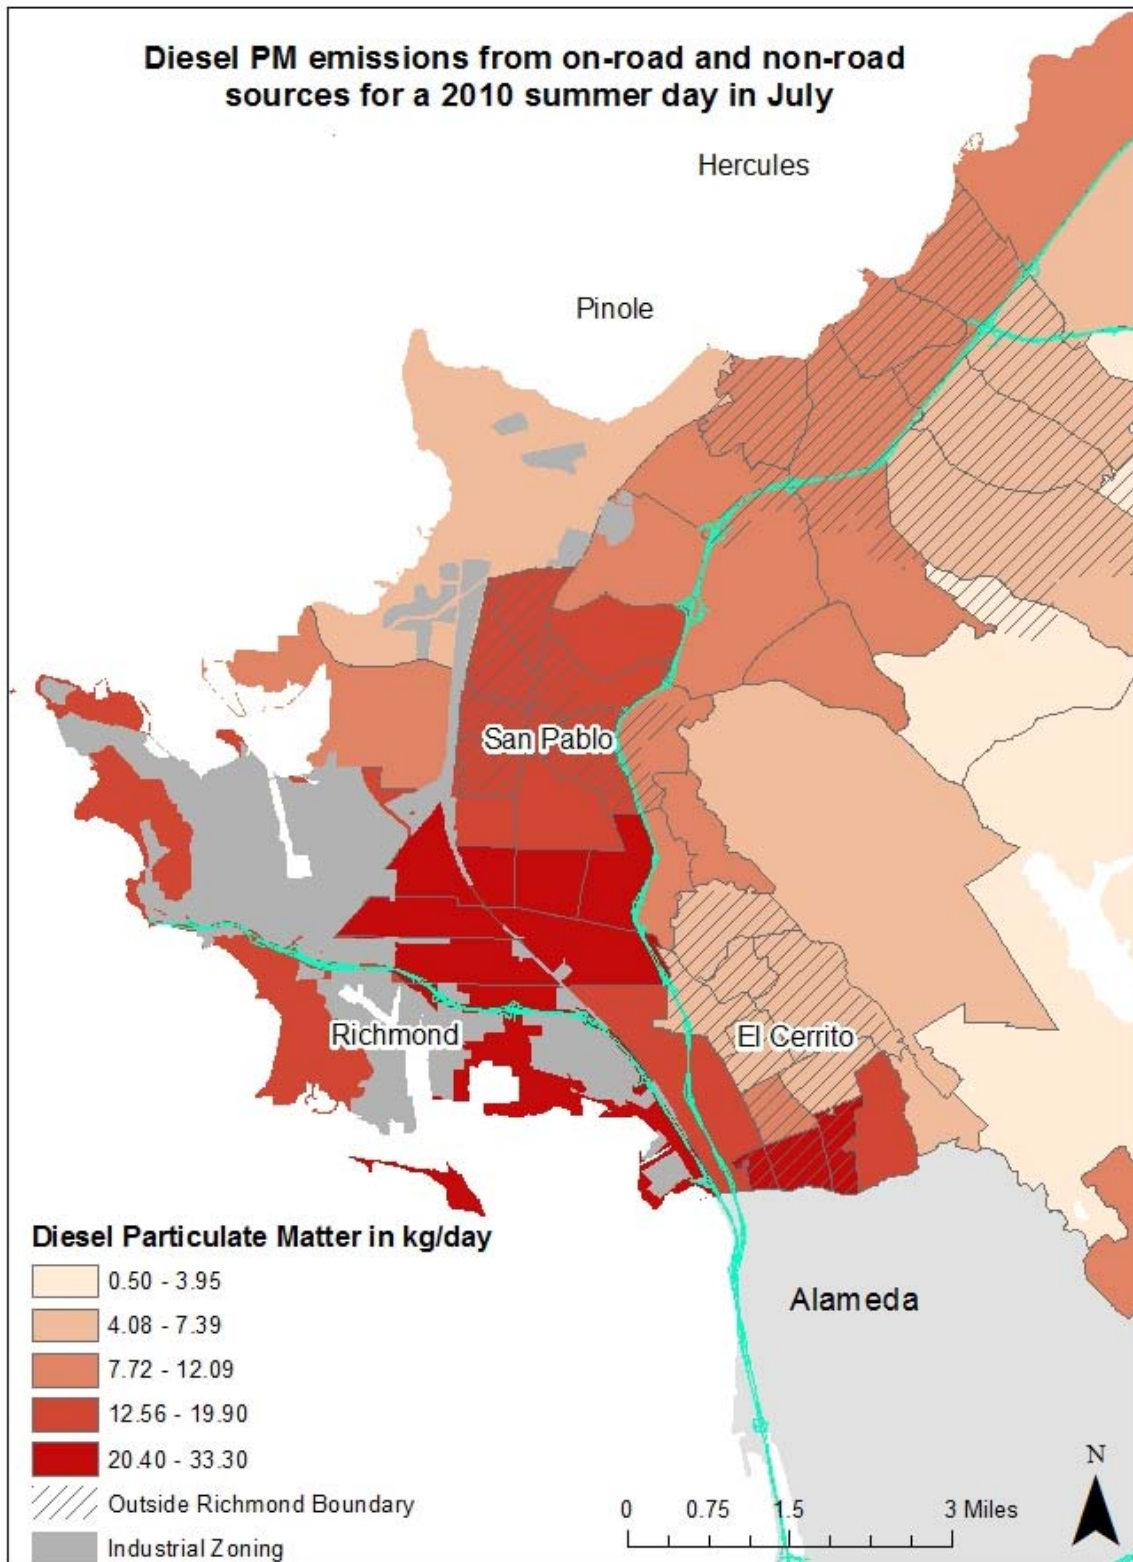 Diesel PM emissions from on-road and non-road
sources for a 2010 summer day in July
Hercules
Pinole
San Pablo
Richmond
El Cerrito
Diesel Particulate Matter in kg/day
0.50 - 3.95
4.08 - 7.39
7.72 - 12.09
12.56 - 19.90
20.40 - 33.30
Outside Richmond Boundary
Industrial Zoning
Alameda
0 0.75 1.5 3 Miles
N